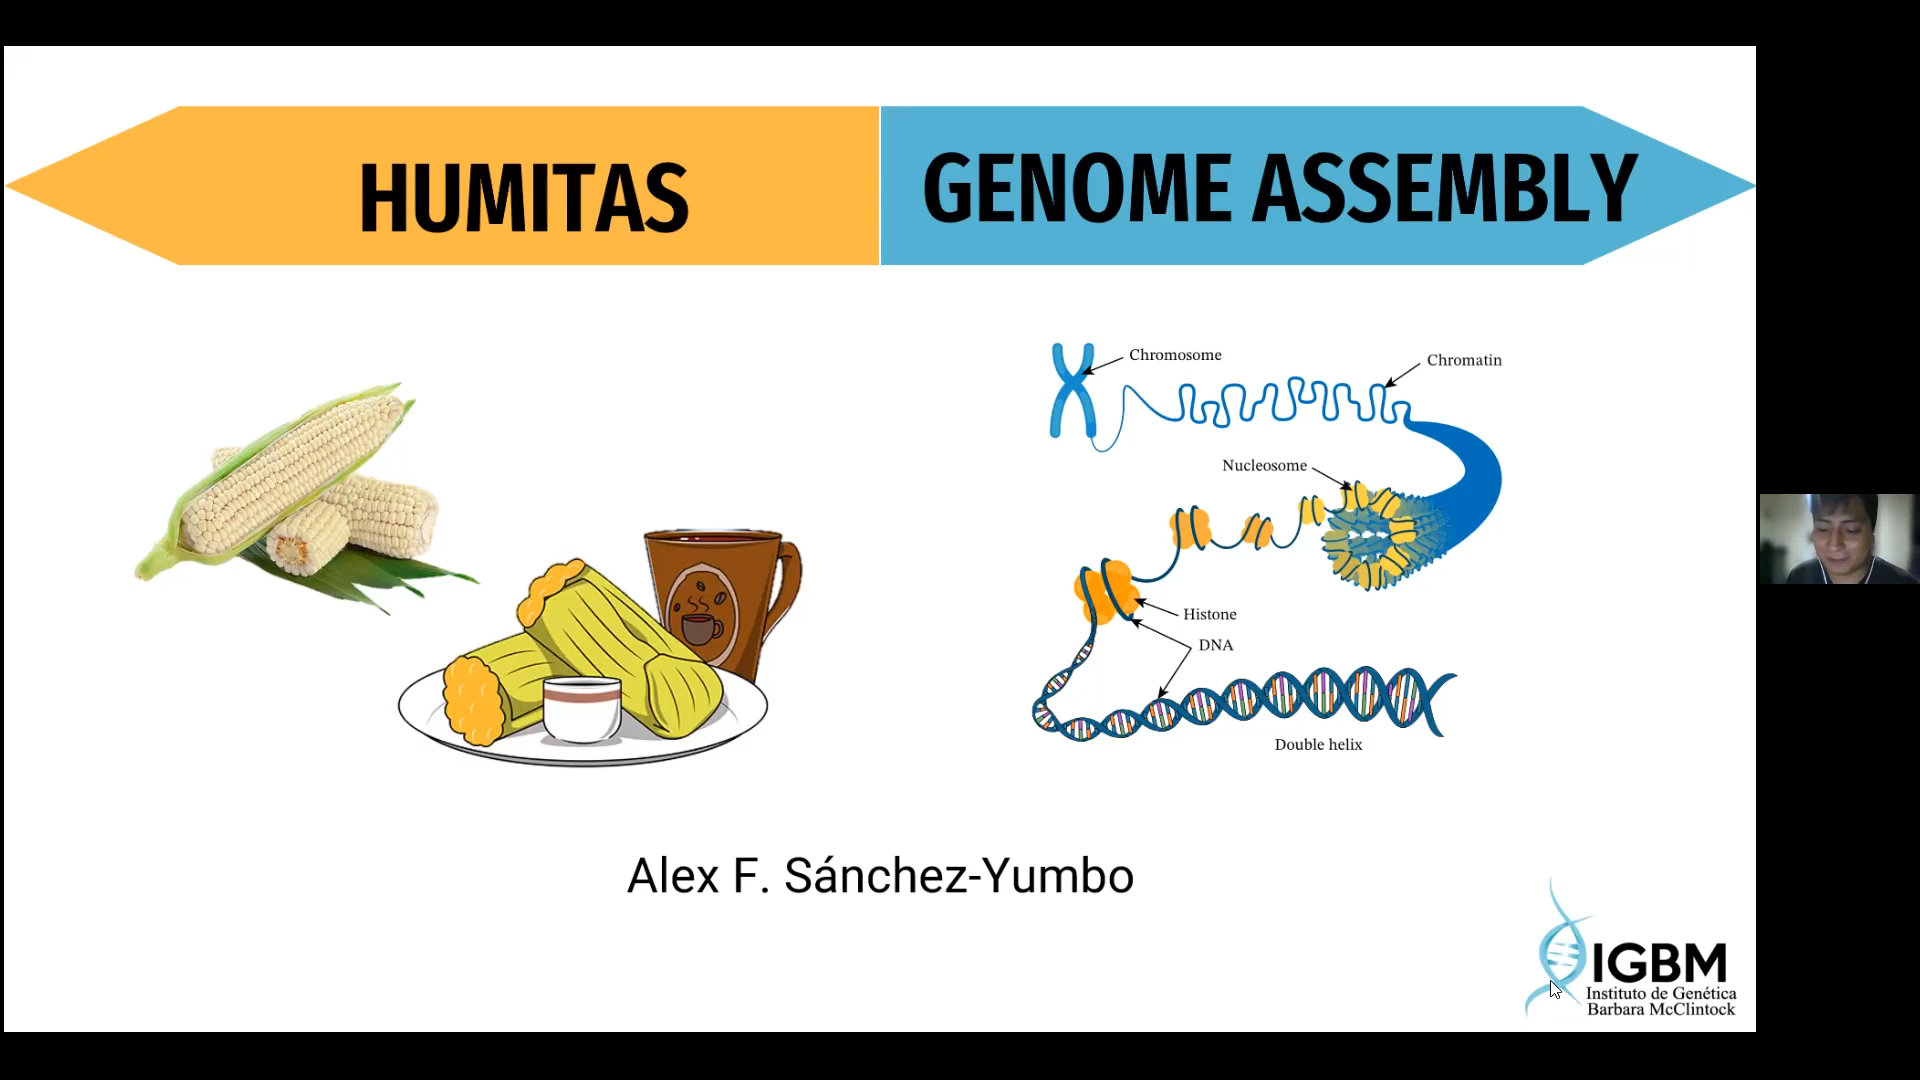 HUMITAS
GENOME ASSEMBLY
Chromosome
Chromatin
Nucleosome
Histone
DNA
Double helix
Alex F. Sánchez-Yumbo
IGBM
Instituto de Genética
Barbara McClintock